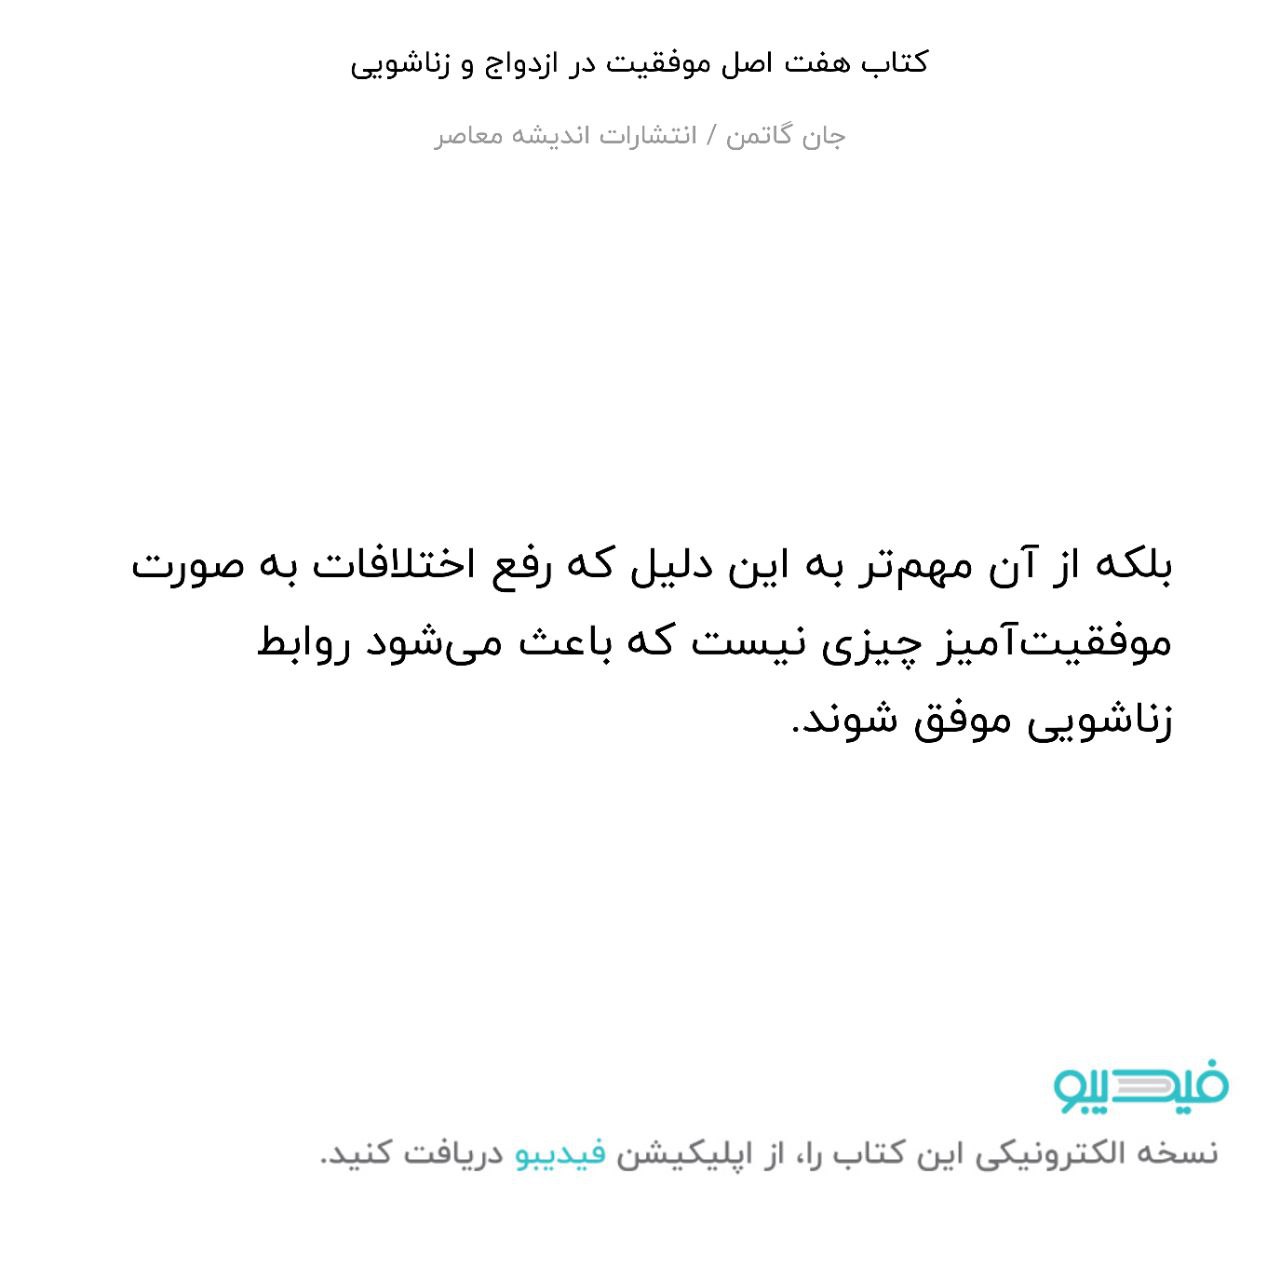 کتاب هفت اصل موفقیت در ازدواج و زناشویی
جان گاتمن / انتشارات اندیشه معاصر
بلکه از آن مهم‌تر به این دلیل که رفع اختلافات به صورت
موفقیت‌آمیز چیزی نیست که باعث می‌شود روابط
زناشویی موفق شوند.
فیدیبو
نسخه الکترونیکی این کتاب را، از اپلیکیشن فیدیبو دریافت کنید.